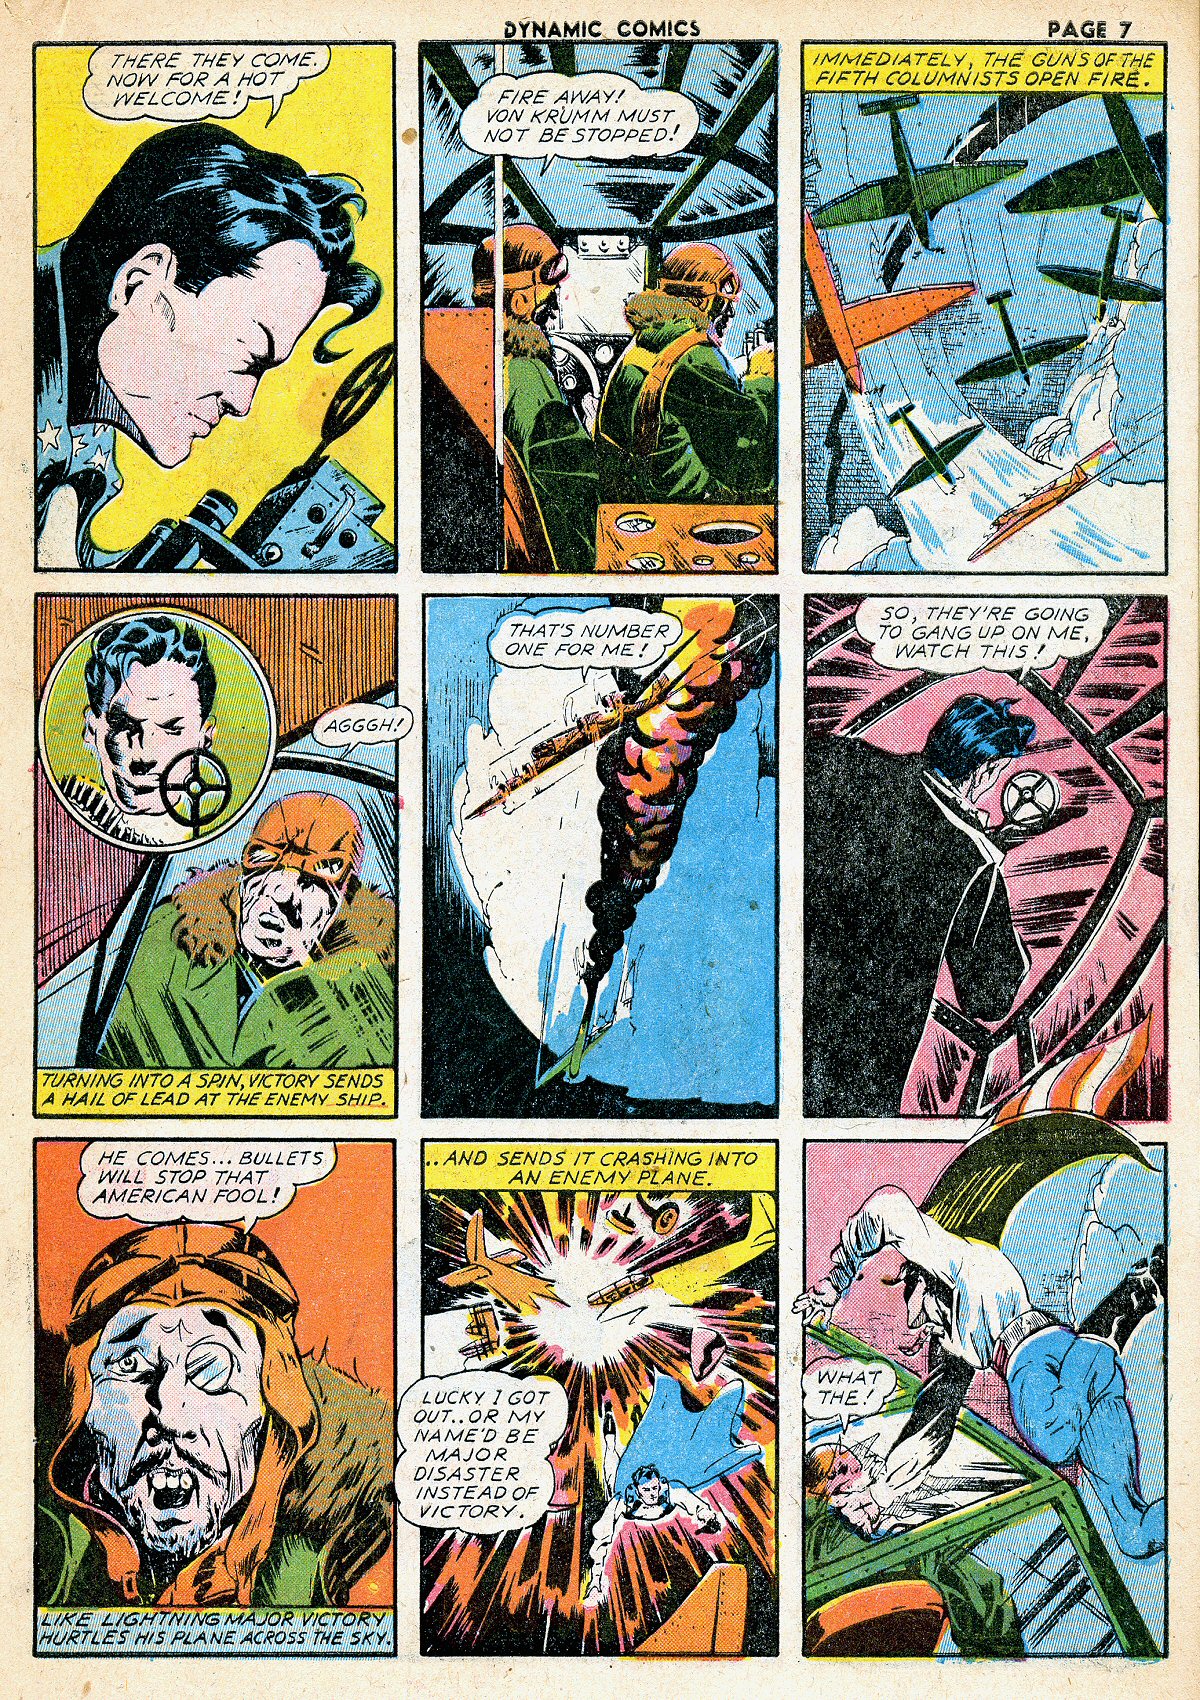 DYNAMIC COMICS
PAGE 7
THERE THEY COME.
NOW FOR A HOT
WELCOME!
FIRE AWAY!
VON KRUMM MUST
NOT BE STOPPED!
IMMEDIATELY, THE GUNS OF THE
FIFTH COLUMNISTS OPEN FIRE.
AGGGH!
TURNING INTO A SPIN, VICTORY SENDS
A HAIL OF LEAD AT THE ENEMY SHIP.
THAT'S NUMBER
ONE FOR ME!
SO, THEY'RE GOING
TO GANG UP ON ME,
WATCH THIS!
HE COMES... BULLETS
WILL STOP THAT
AMERICAN FOOL!
LIKE LIGHTNING MAJOR VICTORY
HURTLES HIS PLANE ACROSS THE SKY.
..AND SENDS IT CRASHING INTO
AN ENEMY PLANE.
LUCKY I GOT
OUT..OR MY
NAME'D BE
MAJOR
DISASTER
INSTEAD OF
VICTORY.
WHAT
THE!